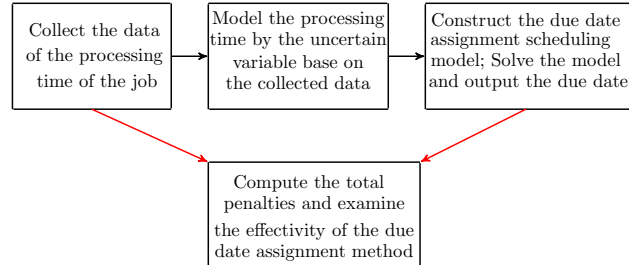 Collect the data
of the processing
time of the job
Model the processing
time by the uncertain
variable base on
the collected data
Construct the due date
assignment scheduling
model; Solve the model
and output the due date
Compute the total
penalties and examine
the effectivity of the due
date assignment method